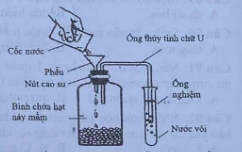 Ống thủy tinh chữ U
Cốc nước
Phễu
Nút cao su
Ống
nghiệm
Bình chứa hạt
nảy mầm
Nước vôi